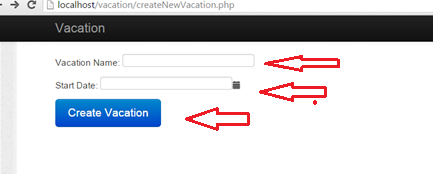 localhost/vacation/createNewVacation.php
Vacation
Vacation Name:
Start Date:
Create Vacation